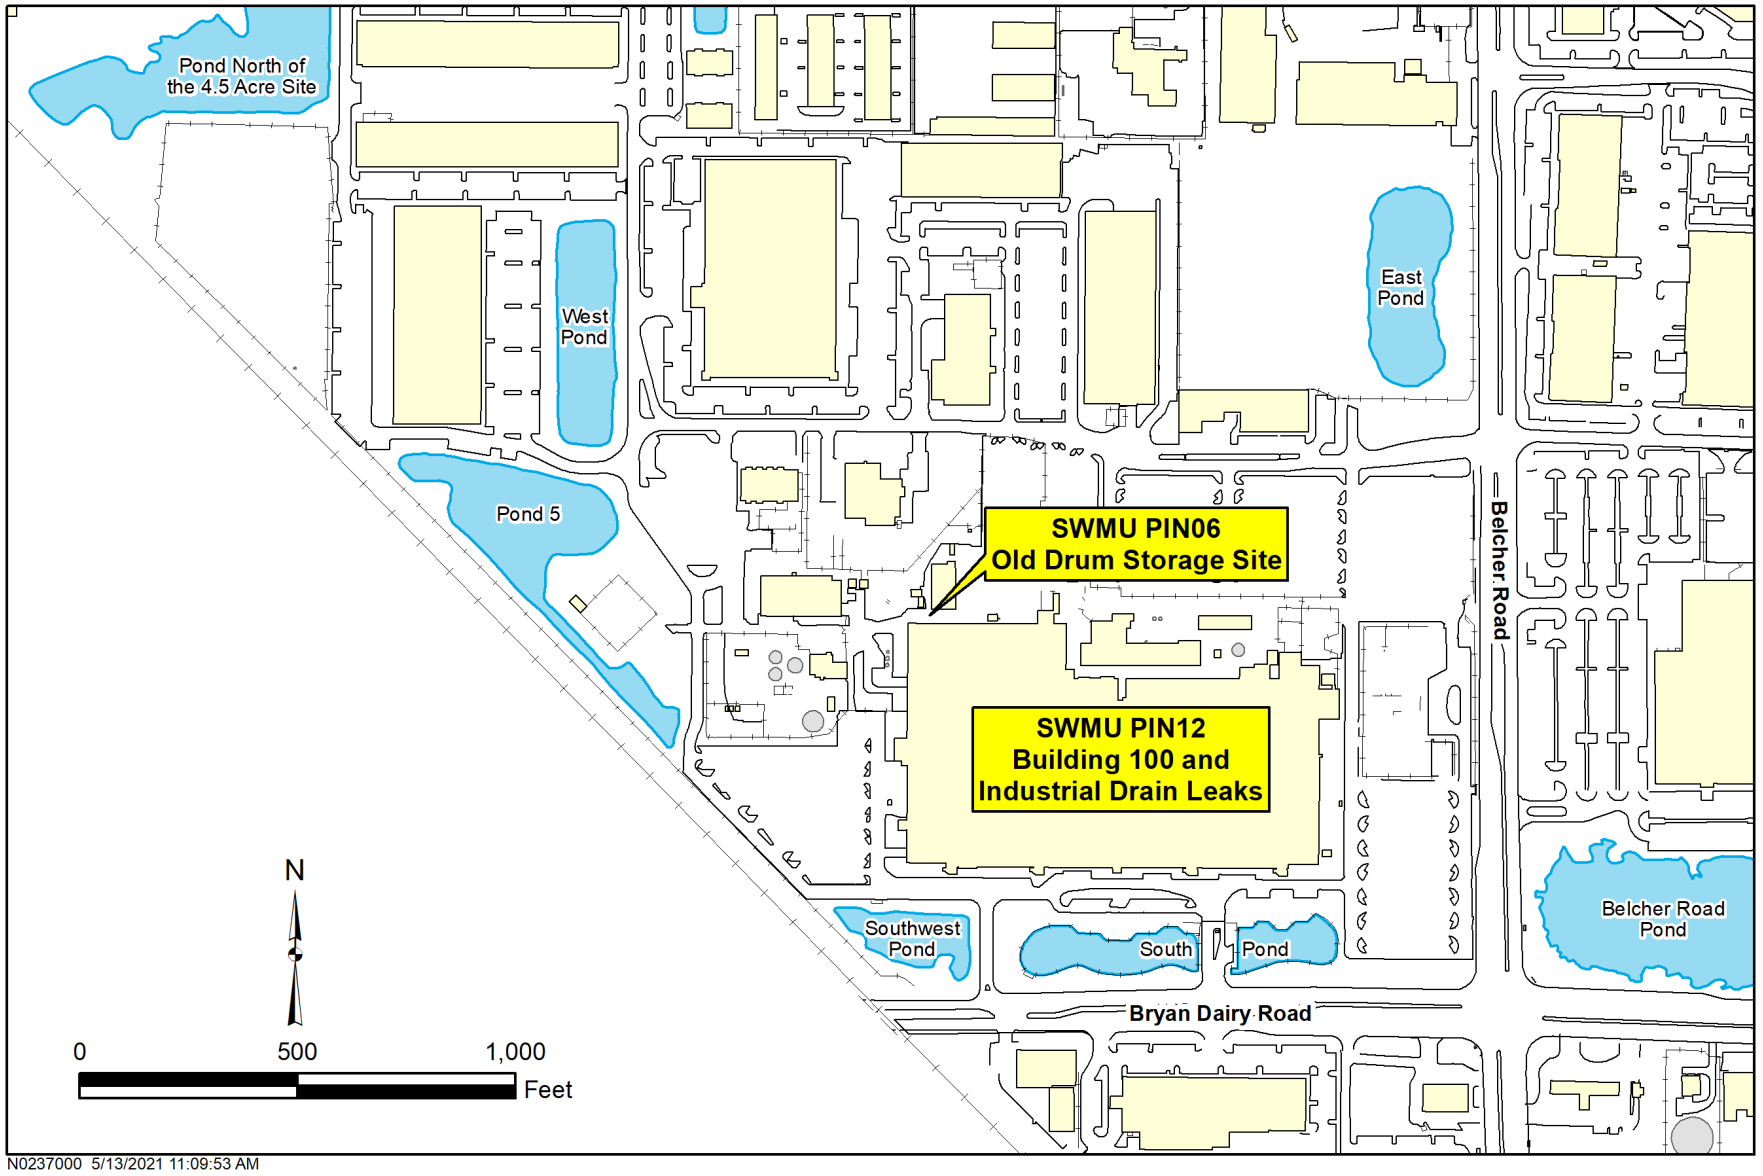 Pond North of
the 4.5 Acre Site
East
Pond
West
Pond
Pond 5
SWMU PIN06
Old Drum Storage Site
Belcher Road
SWMU PIN12
Building 100 and
Industrial Drain Leaks
N
Southwest
Pond
South Pond
Belcher Road
Pond
Bryan Dairy Road
0 500 1,000
Feet
N0237000 5/13/2021 11:09:53 AM